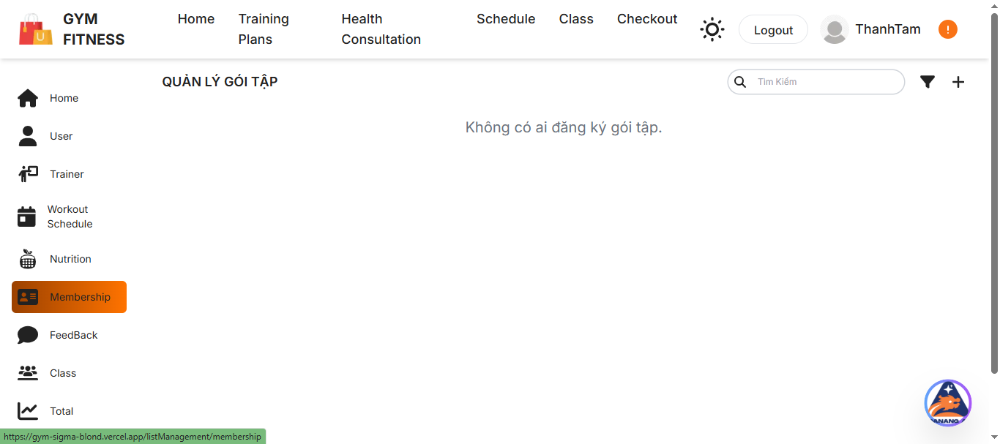 GYM
FITNESS
Home
Training
Plans
Health
Consultation
Schedule
Class
Checkout
Logout
ThanhTam
!
QUẢN LÝ GÓI TẬP
Tìm Kiếm
Không có ai đăng ký gói tập.
Home
User
Trainer
Workout
Schedule
Nutrition
Membership
FeedBack
Class
Total
U
ANANG
https://gym-sigma-blond.vercel.app/listManagement/membership